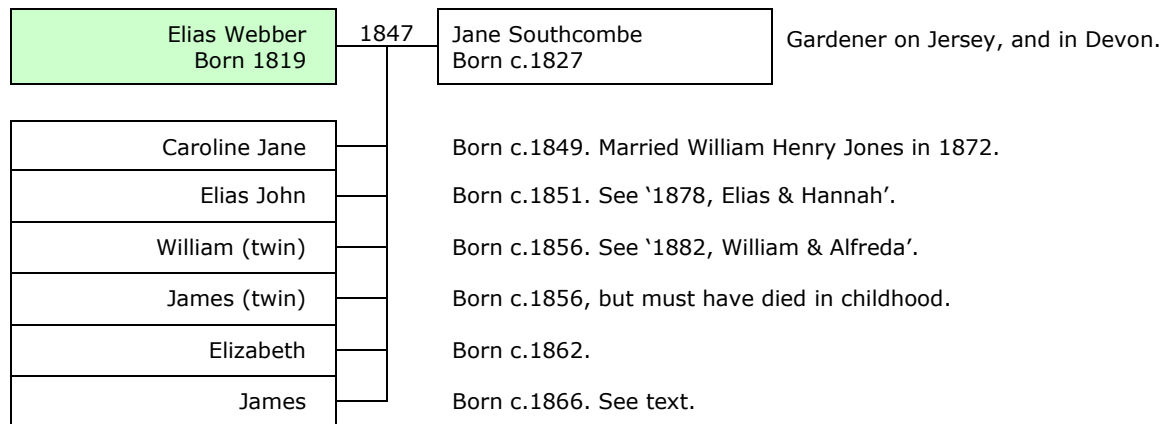 Elias Webber
Born 1819
1847
Jane Southcombe
Born c.1827
Gardener on Jersey, and in Devon.
Caroline Jane
Born c.1849. Married William Henry Jones in 1872.
Elias John
Born c.1851. See ‘1878, Elias & Hannah’.
William (twin)
Born c.1856. See ‘1882, William & Alfreda’.
James (twin)
Born c.1856, but must have died in childhood.
Elizabeth
Born c.1862.
James
Born c.1866. See text.